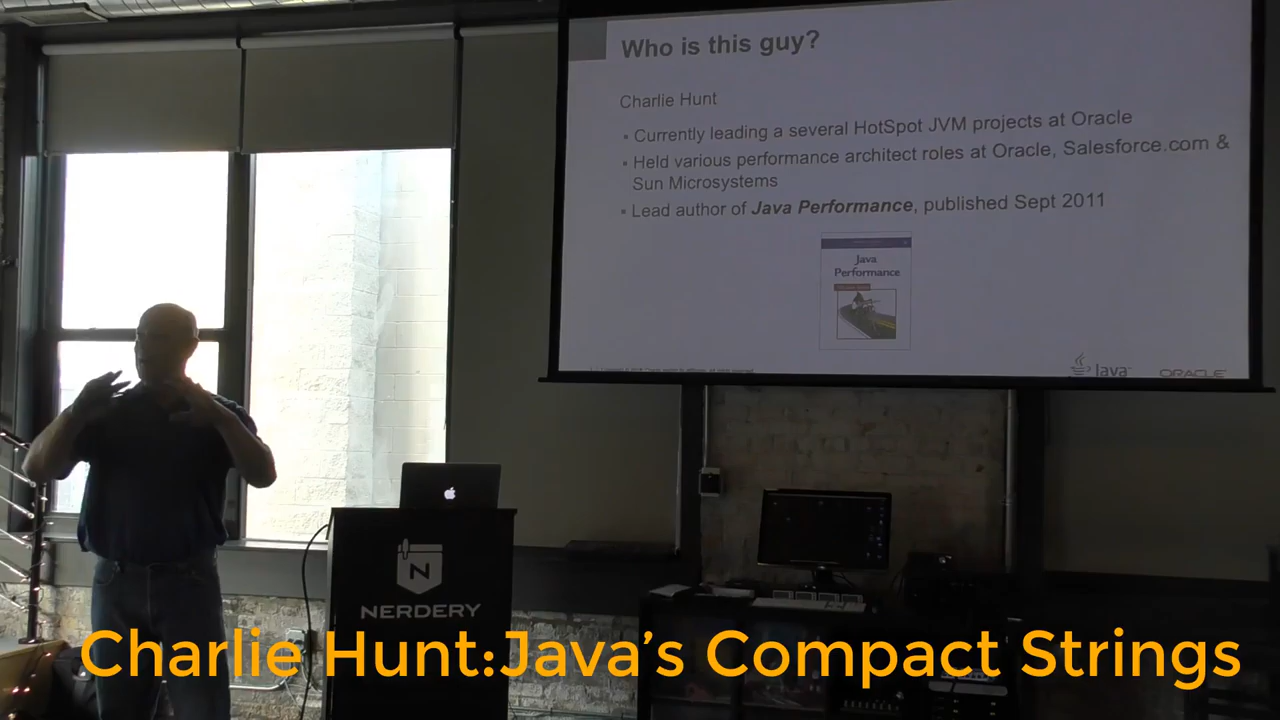 Who is this guy?
Charlie Hunt
▪ Currently leading a several HotSpot JVM projects at Oracle
▪ Held various performance architect roles at Oracle, Salesforce.com &
Sun Microsystems
▪ Lead author of Java Performance, published Sept 2011
Java
Performance
Java
ORACLE
N
NERDERY
Charlie Hunt:Java’s Compact Strings